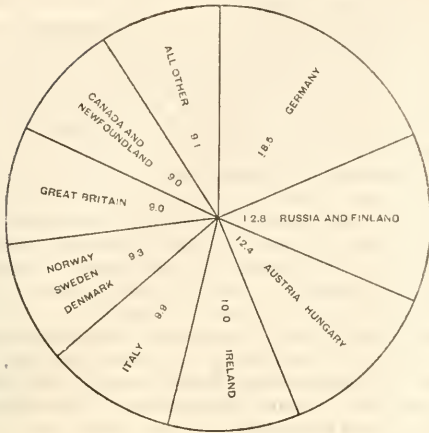 GERMANY
18.5
12.8 RUSSIA AND FINLAND
12.4
AUSTRIA HUNGARY
10.0
IRELAND
9.9
ITALY
9.3
NORWAY
SWEDEN
DENMARK
GREAT BRITAIN 9.0
CANADA AND
NEWFOUNDLAND
9.0
ALL OTHER
9.1